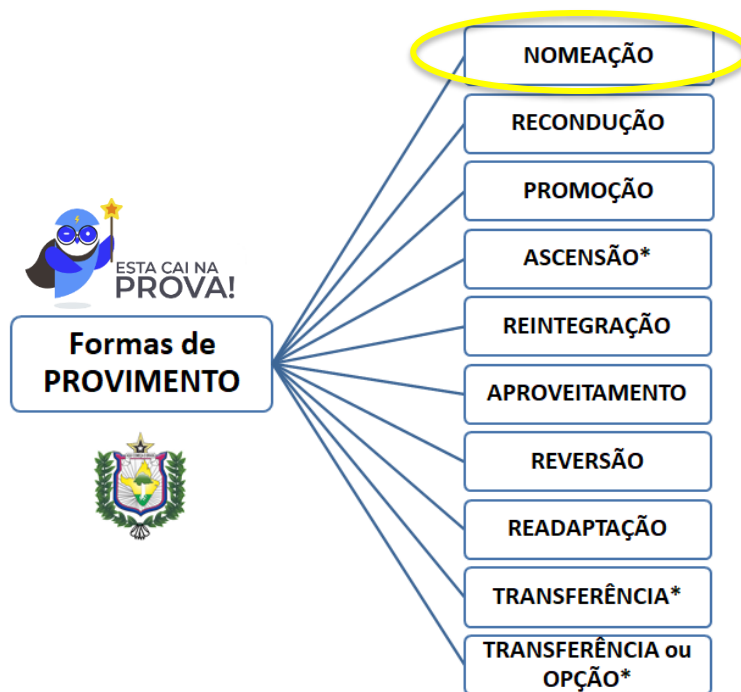 NOMEAÇÃO
RECONDUÇÃO
PROMOÇÃO
ASCENSÃO*
ESTA CAI NA
PROVA!
REINTEGRAÇÃO
Formas de
PROVIMENTO
APROVEITAMENTO
REVERSÃO
READAPTAÇÃO
TRANSFERÊNCIA*
TRANSFERÊNCIA ou
OPÇÃO*